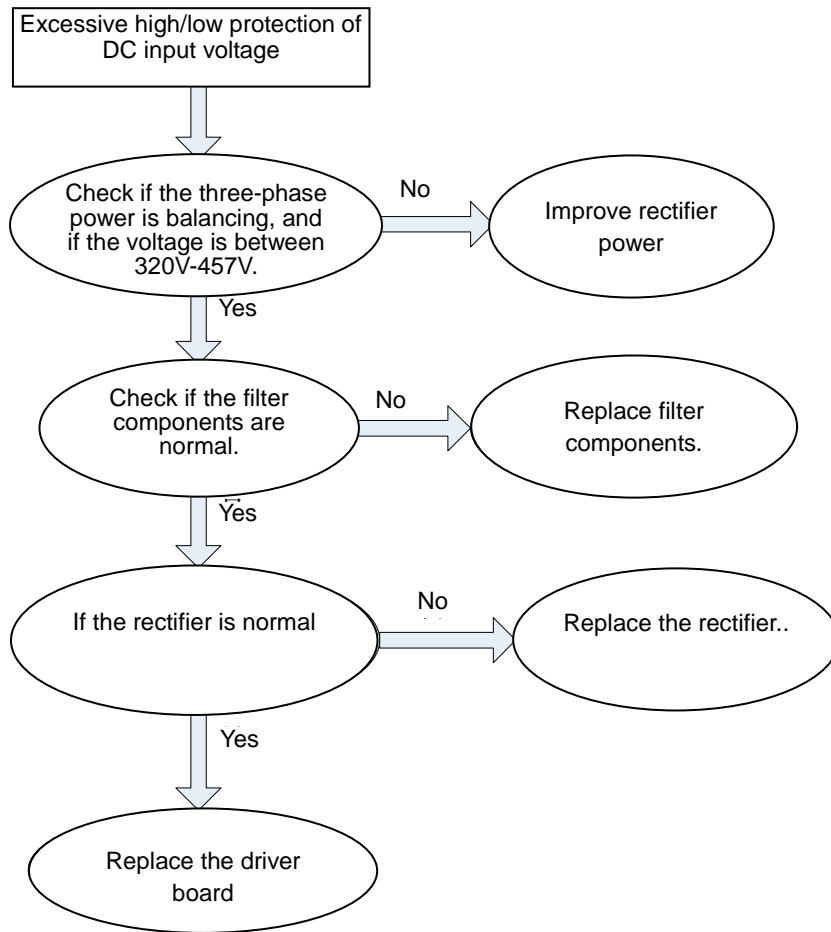 Excessive high/low protection of
DC input voltage
Check if the three-phase
power is balancing, and
if the voltage is between
320V-457V.
No
Improve rectifier
power
Yes
Check if the filter
components are
normal.
No
Replace filter
components.
Yes
If the rectifier is normal
No
Replace the rectifier..
Yes
Replace the driver
board